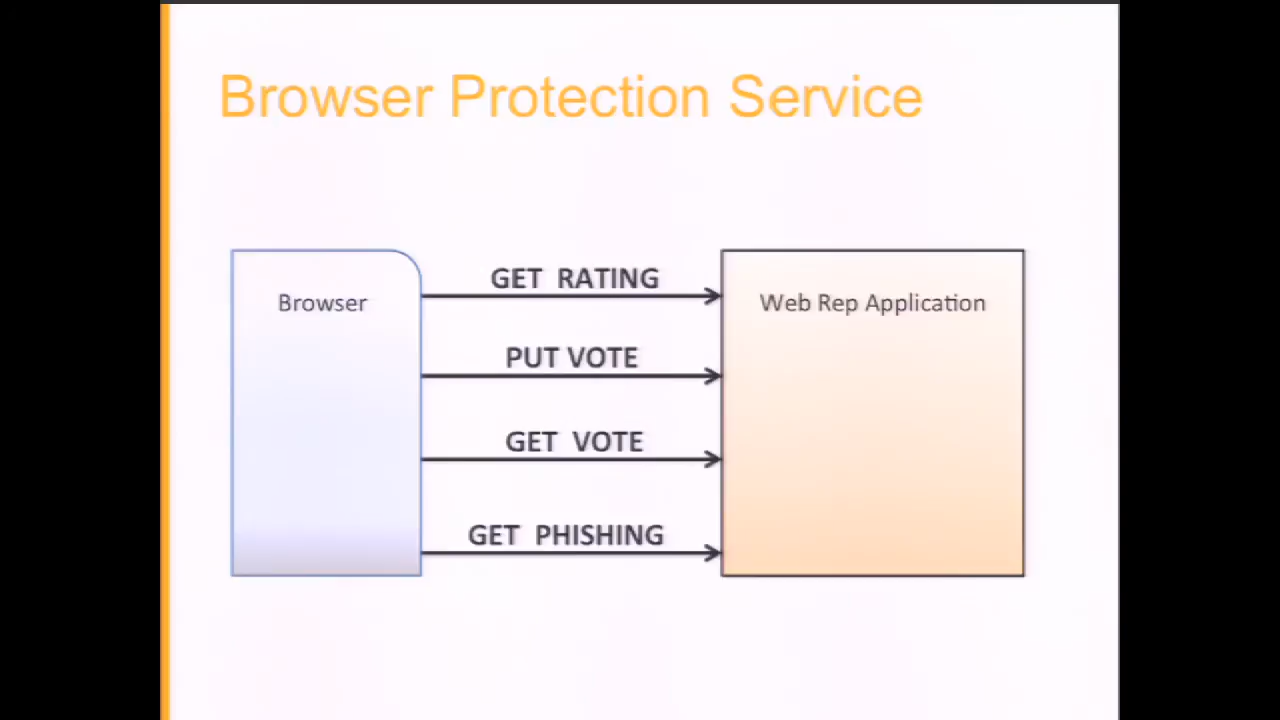 Browser Protection Service
Browser
GET RATING
Web Rep Application
PUT VOTE
GET VOTE
GET PHISHING